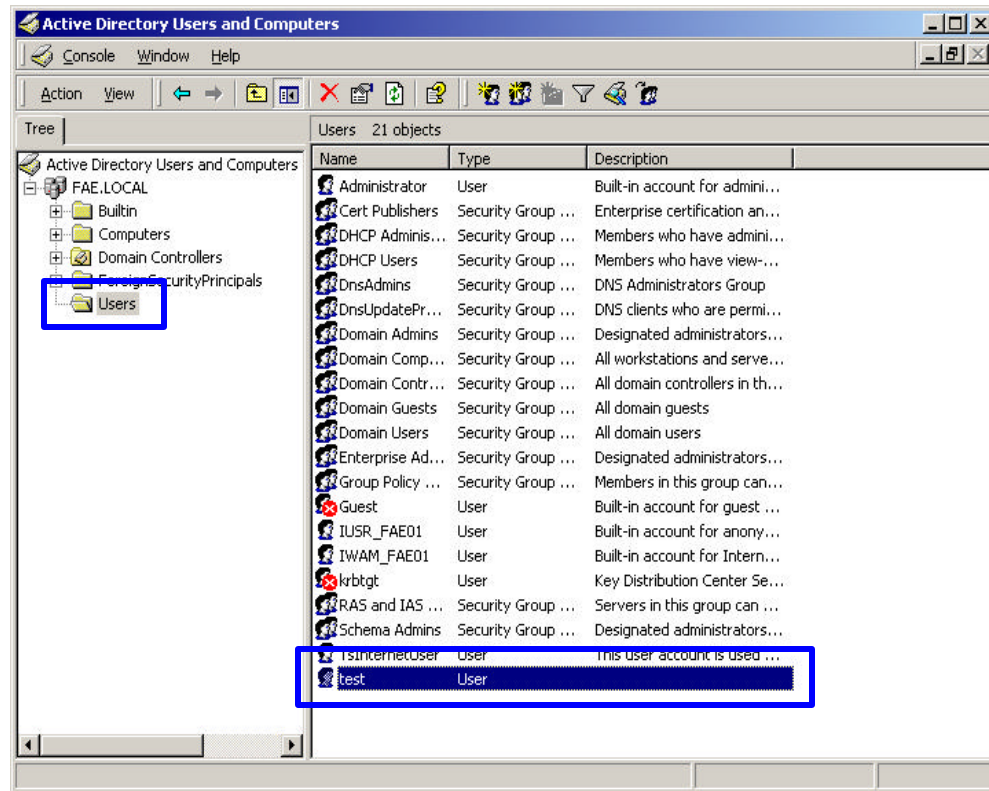 Active Directory Users and Computers
Console Window Help
Action View
Tree
Users 21 objects
Active Directory Users and Computers
FAE.LOCAL
Builtin
Computers
Domain Controllers
ForeignSecurityPrincipals
Users
Name Type Description
Administrator User Built-in account for admini...
Cert Publishers Security Group ... Enterprise certification an...
DHCP Adminis... Security Group ... Members who have admini...
DHCP Users Security Group ... Members who have view-...
DnsAdmins Security Group ... DNS Administrators Group
DnsUpdatePr... Security Group ... DNS clients who are permi...
Domain Admins Security Group ... Designated administrators...
Domain Comp... Security Group ... All workstations and serve...
Domain Contr... Security Group ... All domain controllers in th...
Domain Guests Security Group ... All domain guests
Domain Users Security Group ... All domain users
Enterprise Ad... Security Group ... Designated administrators...
Group Policy ... Security Group ... Members in this group can...
Guest User Built-in account for guest ...
IUSR_FAE01 User Built-in account for anony...
IWAM_FAE01 User Built-in account for Intern...
krbtgt User Key Distribution Center Se...
RAS and IAS ... Security Group ... Servers in this group can ...
Schema Admins Security Group ... Designated administrators...
TsInternetUser User This user account is used ...
test User